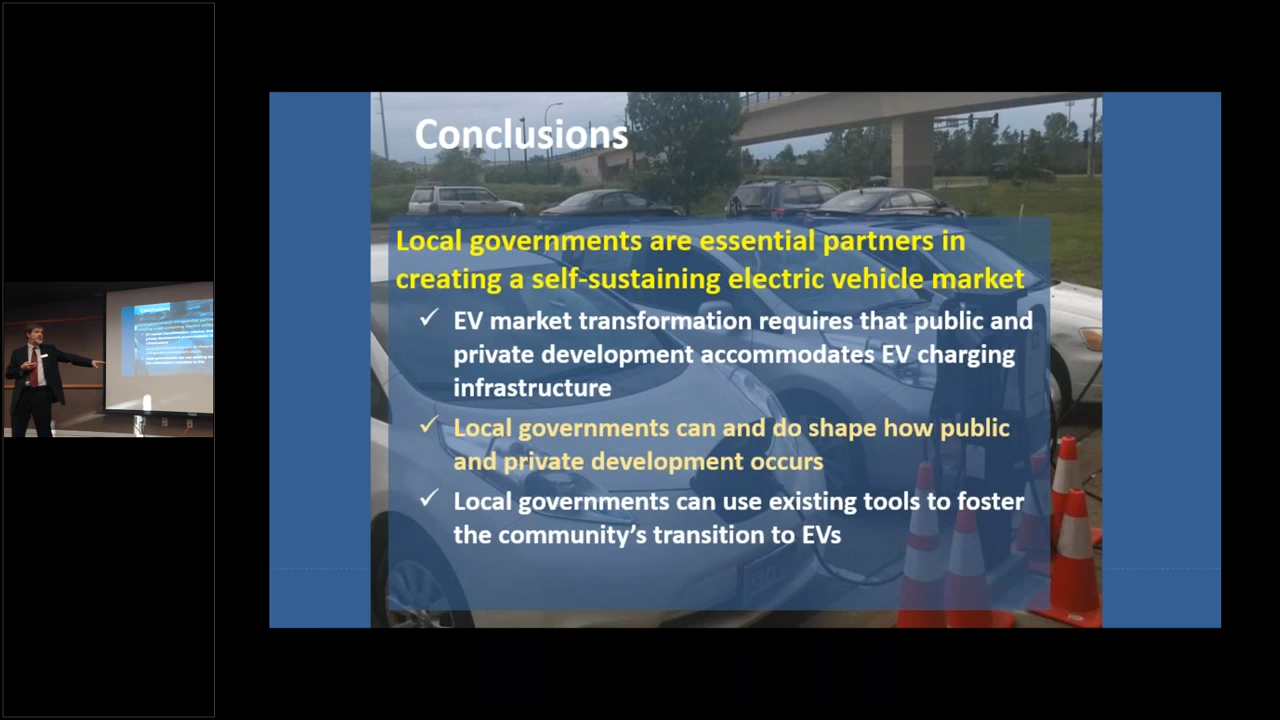 Conclusions
Local governments are essential partners in
creating a self-sustaining electric vehicle market
EV market transformation requires that public and
private development accommodates EV charging
infrastructure
Local governments can and do shape how public
and private development occurs
Local governments can use existing tools to foster
the community’s transition to EVs